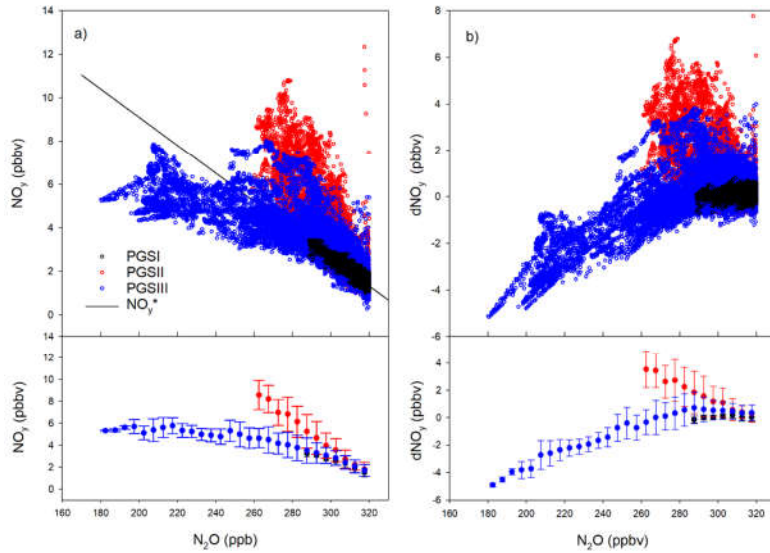 a)
b)
14
12
10
8
6
4
2
0
NOy (pbbv)
PGSI
PGSII
PGSIII
NOy*
8
6
4
2
0
-2
-4
-6
dNOy (pbbv)
14
12
10
8
6
4
2
0
NOy (ppbv)
160 180 200 220 240 260 280 300 320
N2O (ppb)
4
2
0
-2
-4
-6
dNOy (ppbv)
160 180 200 220 240 260 280 300 320
N2O (ppbv)